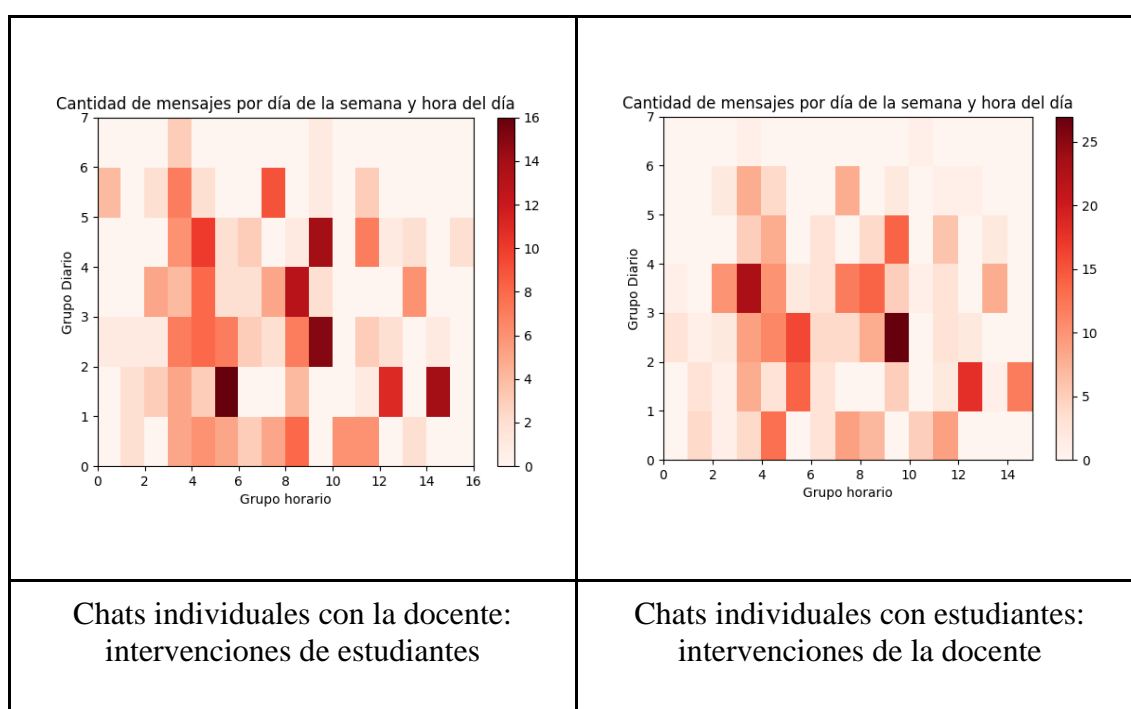 Cantidad de mensajes por día de la semana y hora del día
7
6
5
4
3
2
1
0
Grupo Diario
0 2 4 6 8 10 12 14 16
Grupo horario
16
14
12
10
8
6
4
2
0
Cantidad de mensajes por día de la semana y hora del día
7
6
5
4
3
2
1
0
Grupo Diario
0 2 4 6 8 10 12 14
Grupo horario
25
20
15
10
5
0
Chats individuales con la docente:
intervenciones de estudiantes
Chats individuales con estudiantes:
intervenciones de la docente